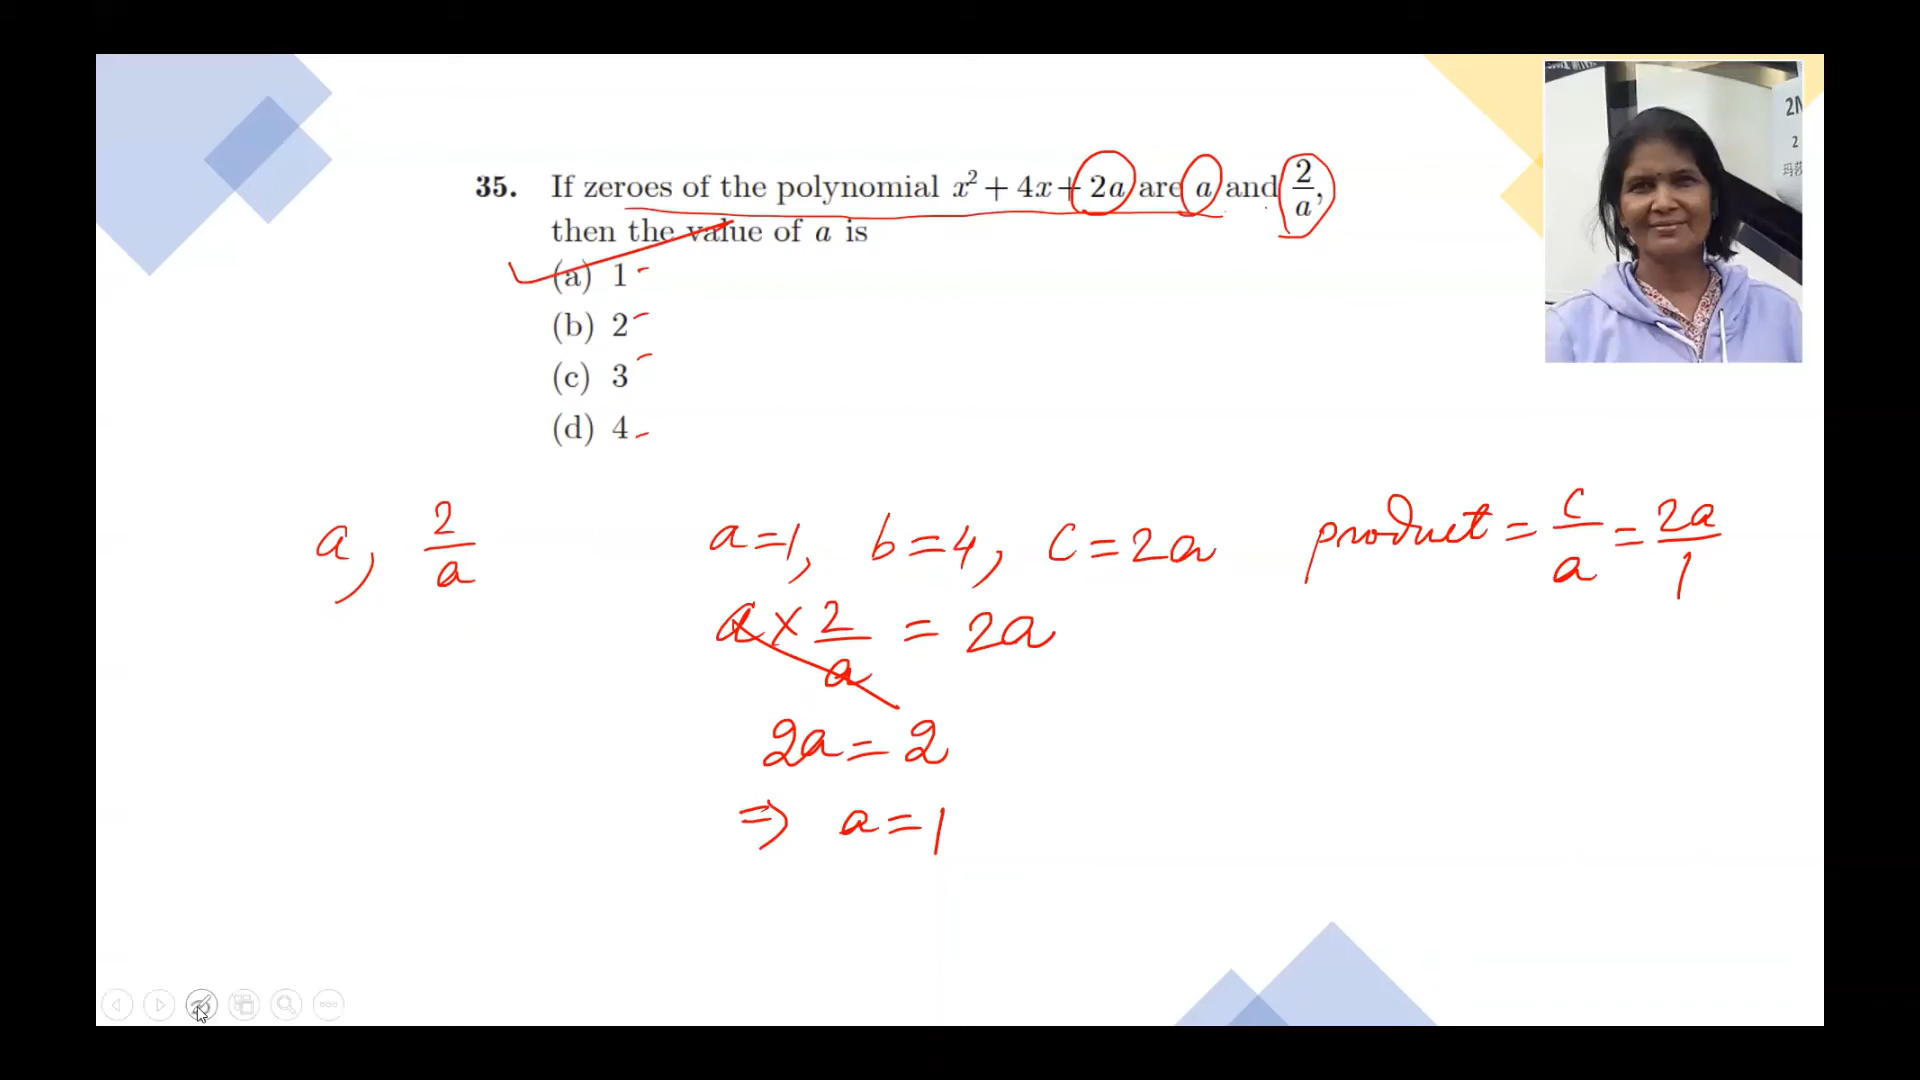 35. If zeroes of the polynomial x² + 4x + 2a are a and 2/a,
then the value of a is
(a) 1
(b) 2
(c) 3
(d) 4
a, 2/a
a=1, b=4, c=2a
product = c/a = 2a/1
a × 2/a = 2a
2a = 2
⇒ a = 1
2